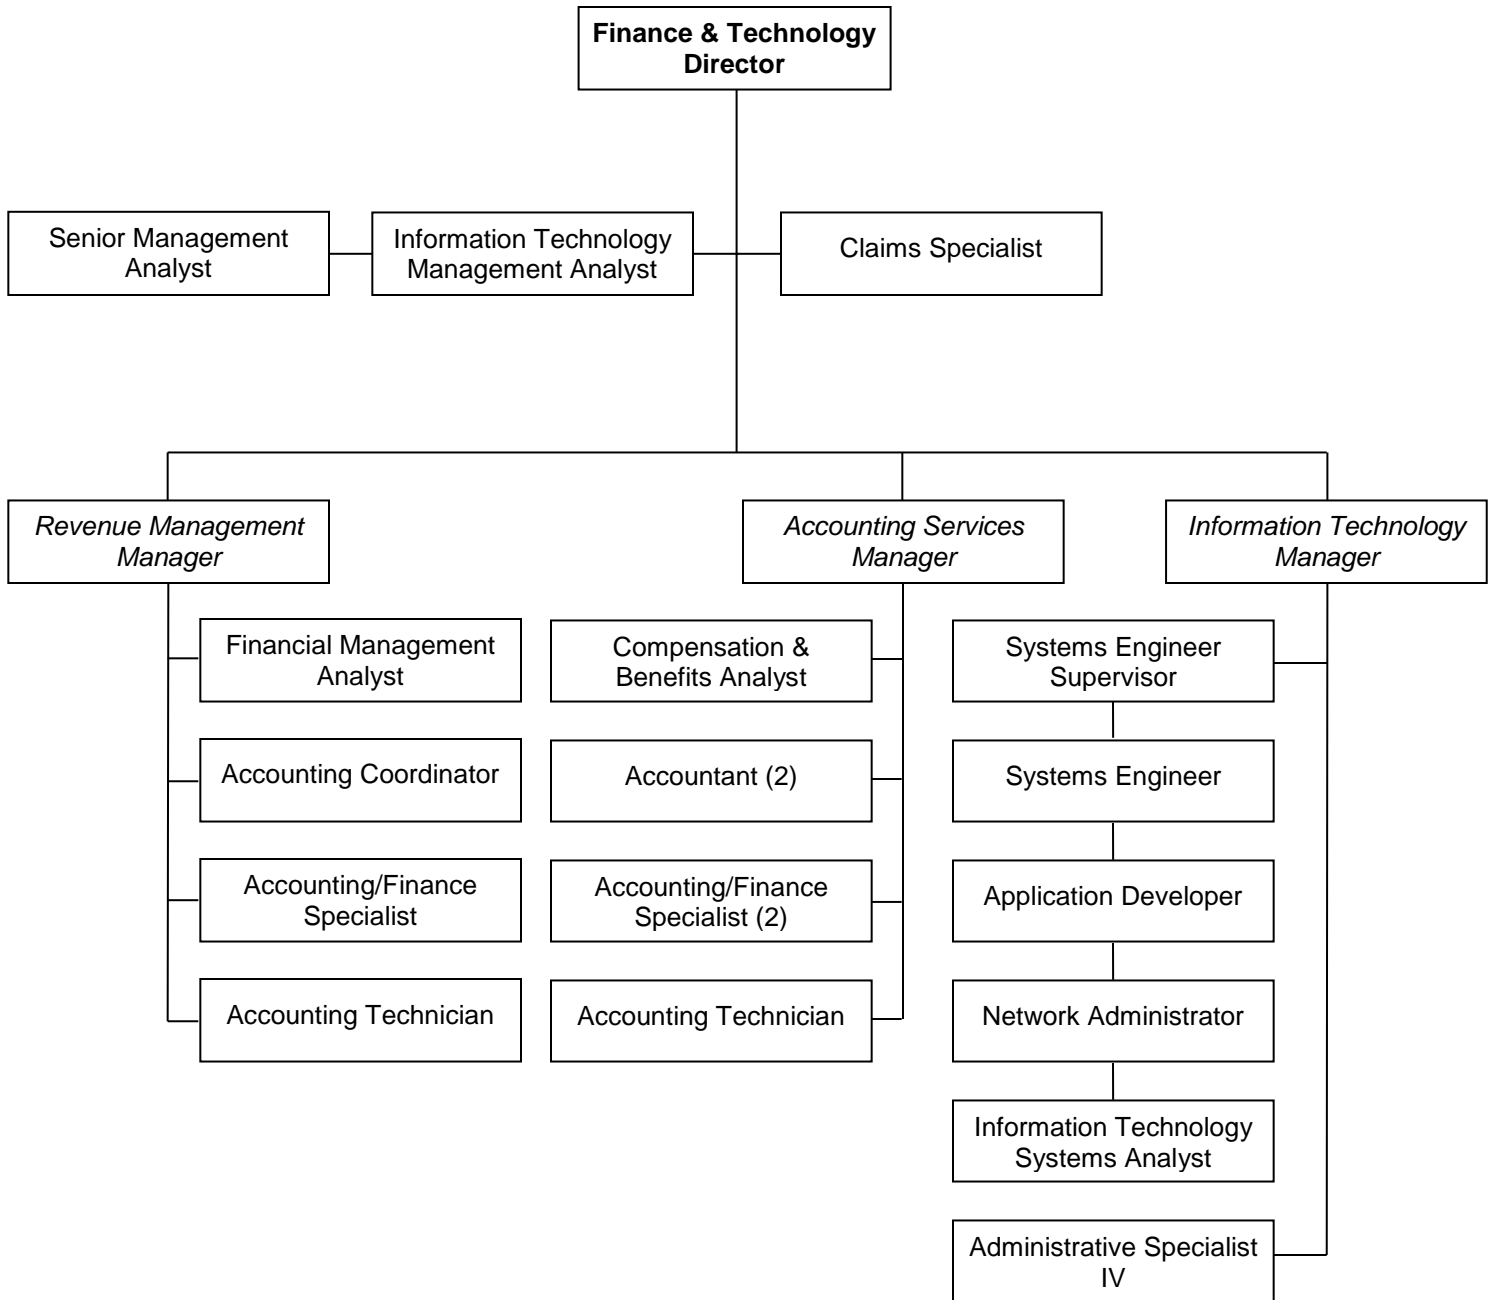 Finance & Technology
Director
Senior Management
Analyst
Information Technology
Management Analyst
Claims Specialist
Revenue Management
Manager
Accounting Services
Manager
Information Technology
Manager
Financial Management
Analyst
Accounting Coordinator
Accounting/Finance
Specialist
Accounting Technician
Compensation &
Benefits Analyst
Accountant (2)
Accounting/Finance
Specialist (2)
Accounting Technician
Systems Engineer
Supervisor
Systems Engineer
Application Developer
Network Administrator
Information Technology
Systems Analyst
Administrative Specialist
IV